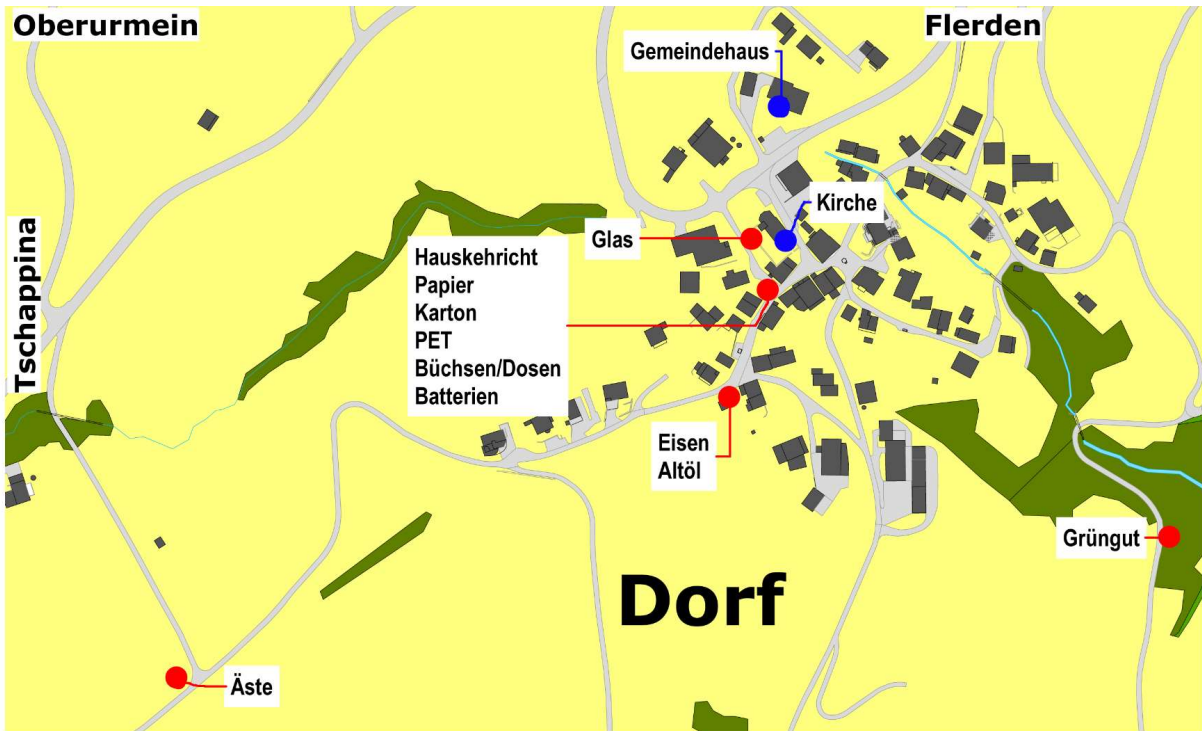 Oberurmein
Flerden
Gemeindehaus
Tschappina
Kirche
Glas
Hauskehricht
Papier
Karton
PET
Büchsen/Dosen
Batterien
Eisen
Altöl
Grüngut
Dorf
Äste